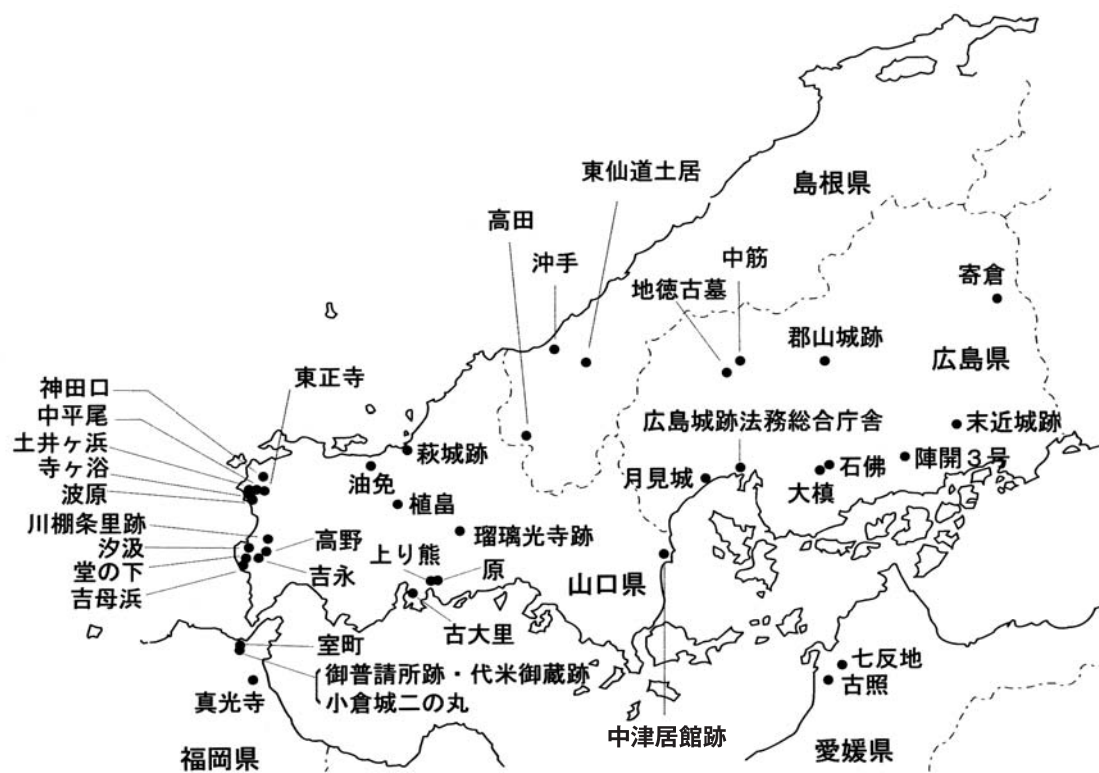 東仙道土居
島根県
高田
沖手
中筋
地徳古墓
寄倉
郡山城跡
広島県
神田口
東正寺
中平尾
土井ヶ浜
寺ヶ浴
波原
広島城跡法務総合庁舎
末近城跡
萩城跡
油免
月見城
石佛
陣開3号
大槙
植畠
川棚条里跡
汐汲
高野
瑠璃光寺跡
堂の下
吉永
上り熊
原
山口県
吉母浜
古大里
室町
御普請所跡・代米御蔵跡
小倉城二の丸
真光寺
七反地
古照
中津居館跡
福岡県
愛媛県